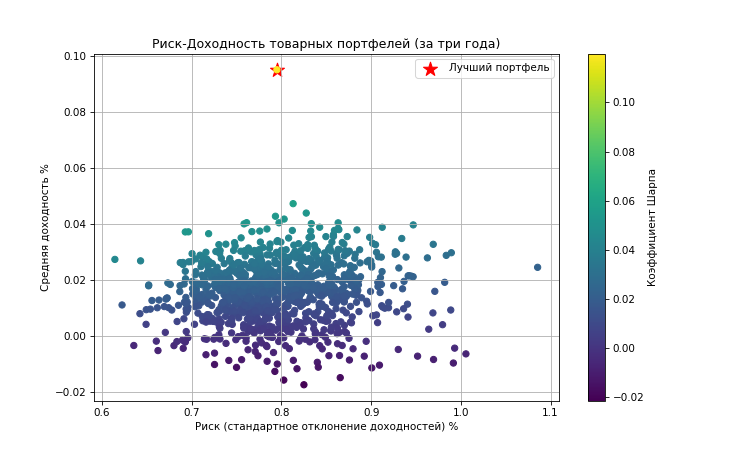 Риск-Доходность товарных портфелей (за три года)
Лучший портфель
Средняя доходность %
0.10
0.08
0.06
0.04
0.02
0.00
−0.02
0.6 0.7 0.8 0.9 1.0 1.1
Риск (стандартное отклонение доходностей) %
0.10
0.08
0.06
0.04
0.02
0.00
−0.02
Коэффициент Шарпа